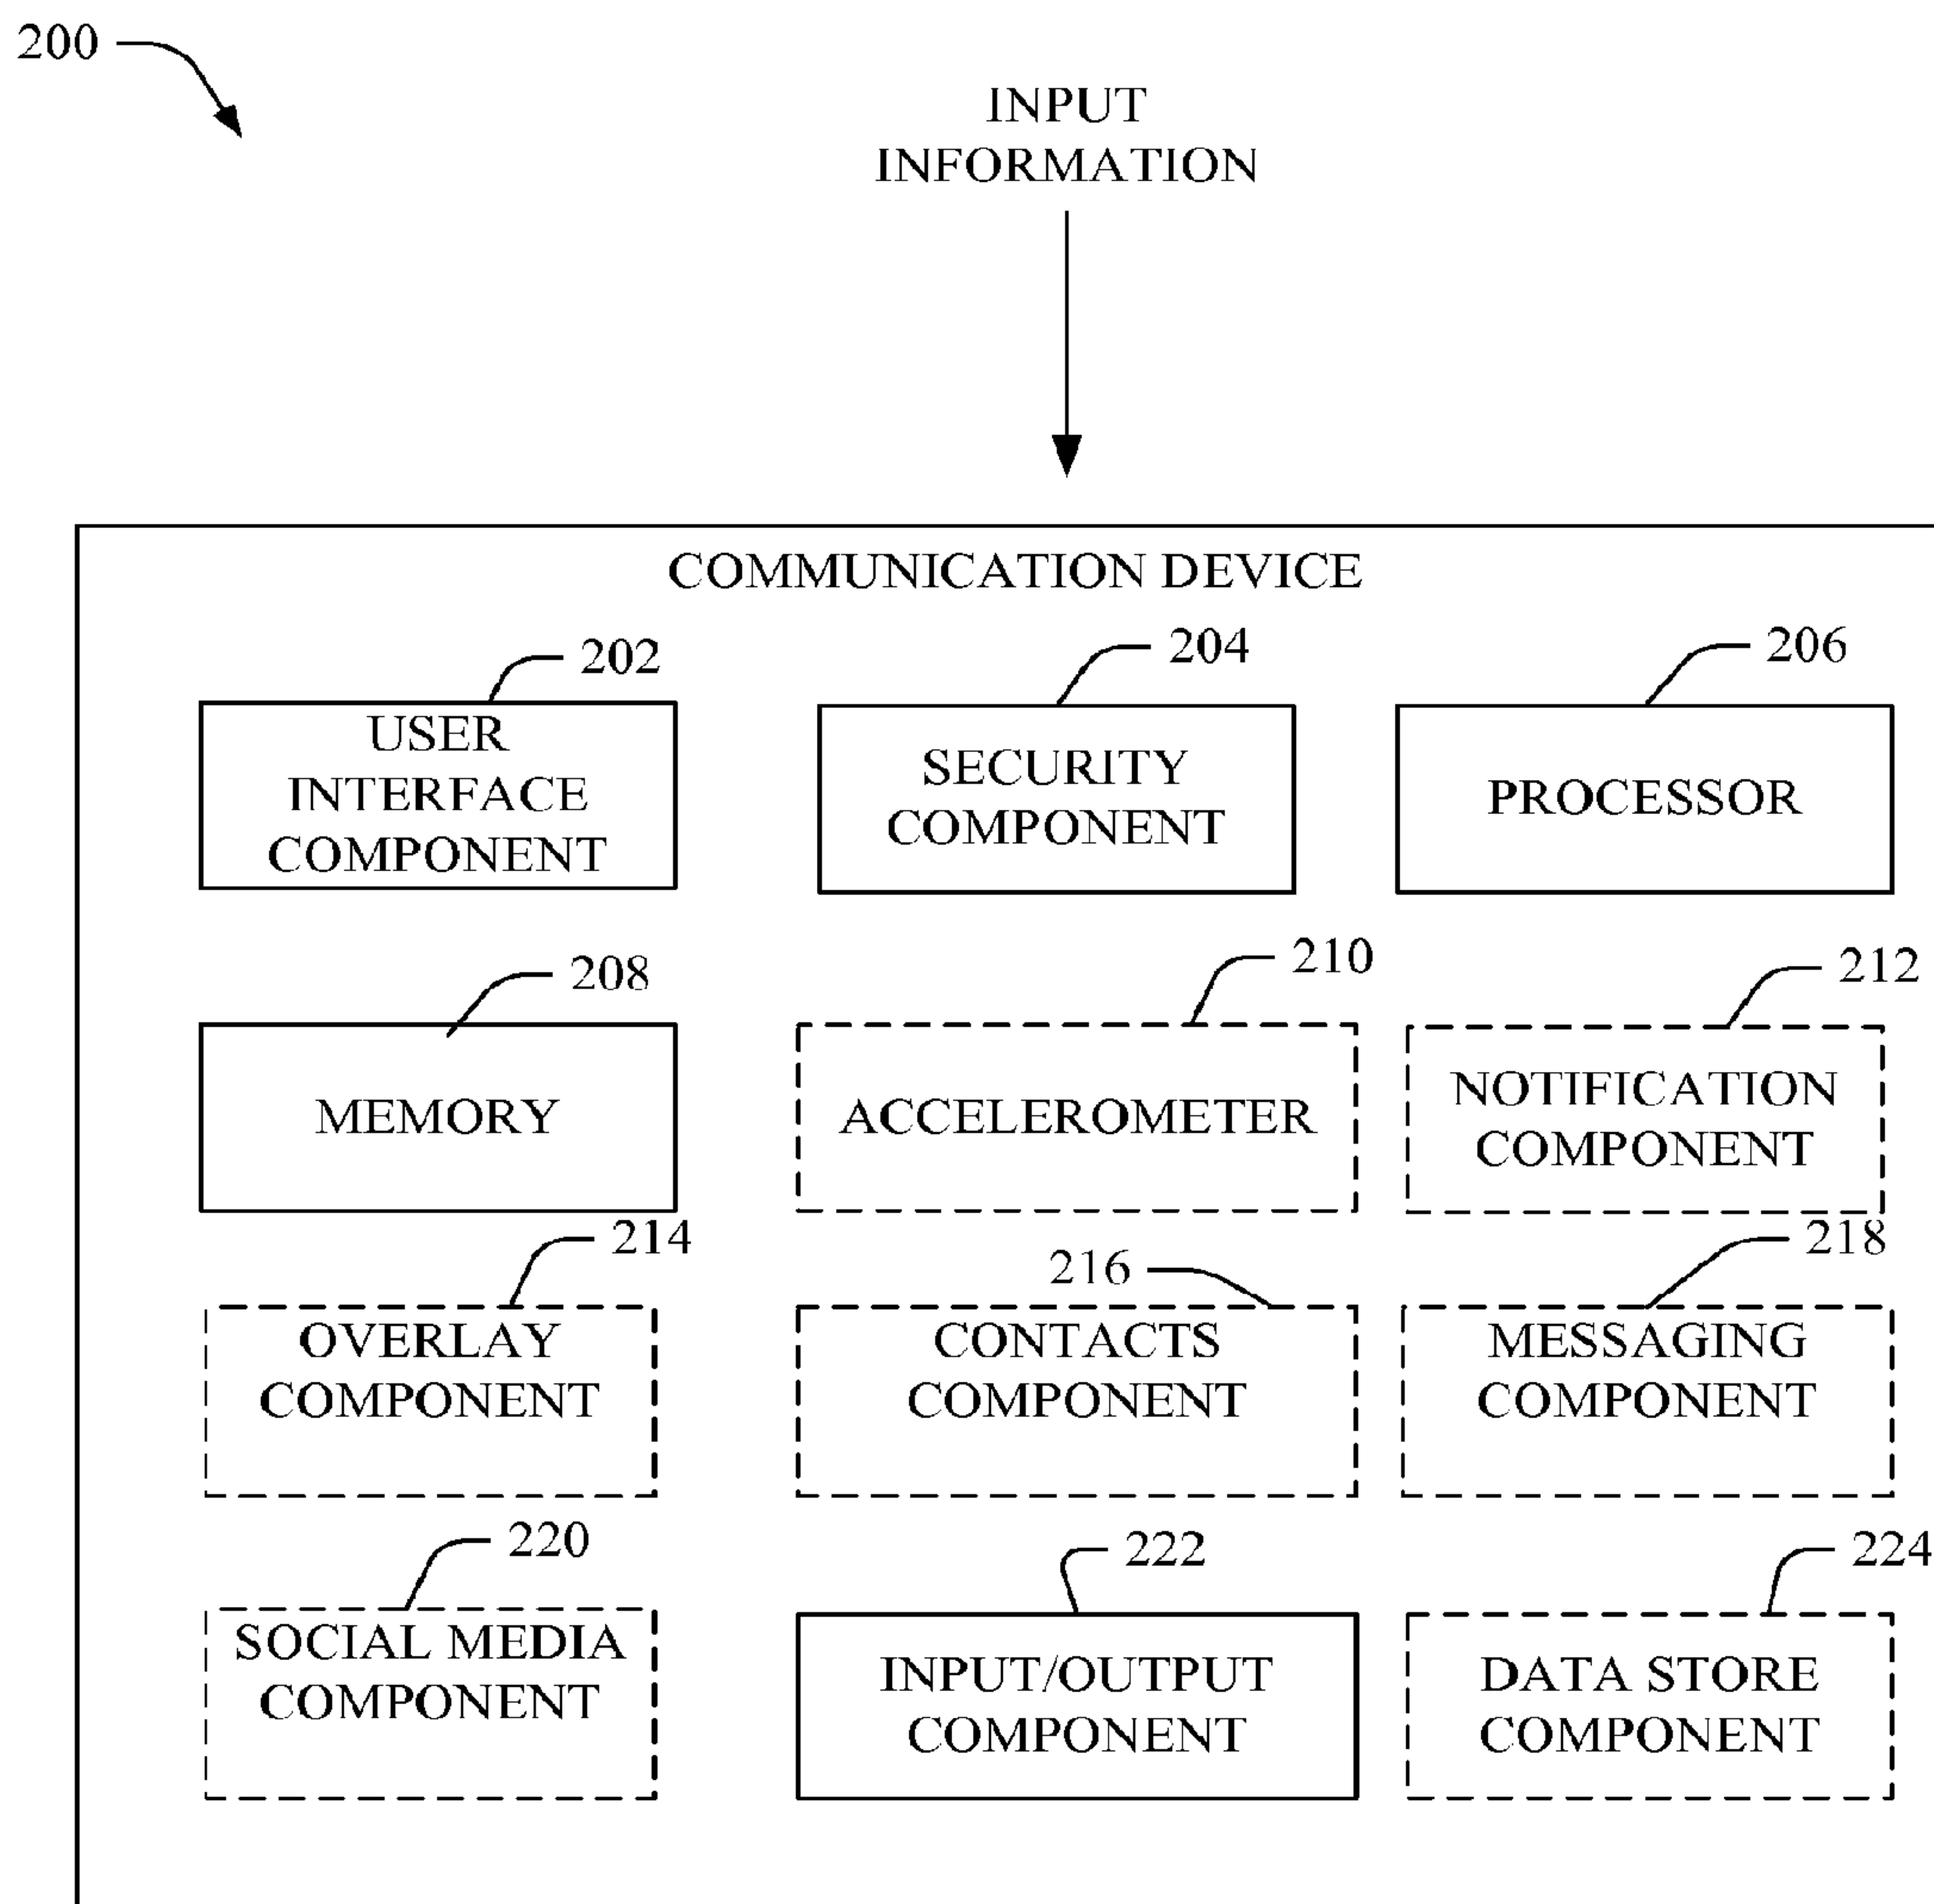 200
INPUT
INFORMATION
COMMUNICATION DEVICE
202
204
206
USER
INTERFACE
COMPONENT
SECURITY
COMPONENT
PROCESSOR
208
210
212
MEMORY
ACCELEROMETER
NOTIFICATION
COMPONENT
214
216
218
OVERLAY
COMPONENT
CONTACTS
COMPONENT
MESSAGING
COMPONENT
220
222
224
SOCIAL MEDIA
COMPONENT
INPUT/OUTPUT
COMPONENT
DATA STORE
COMPONENT